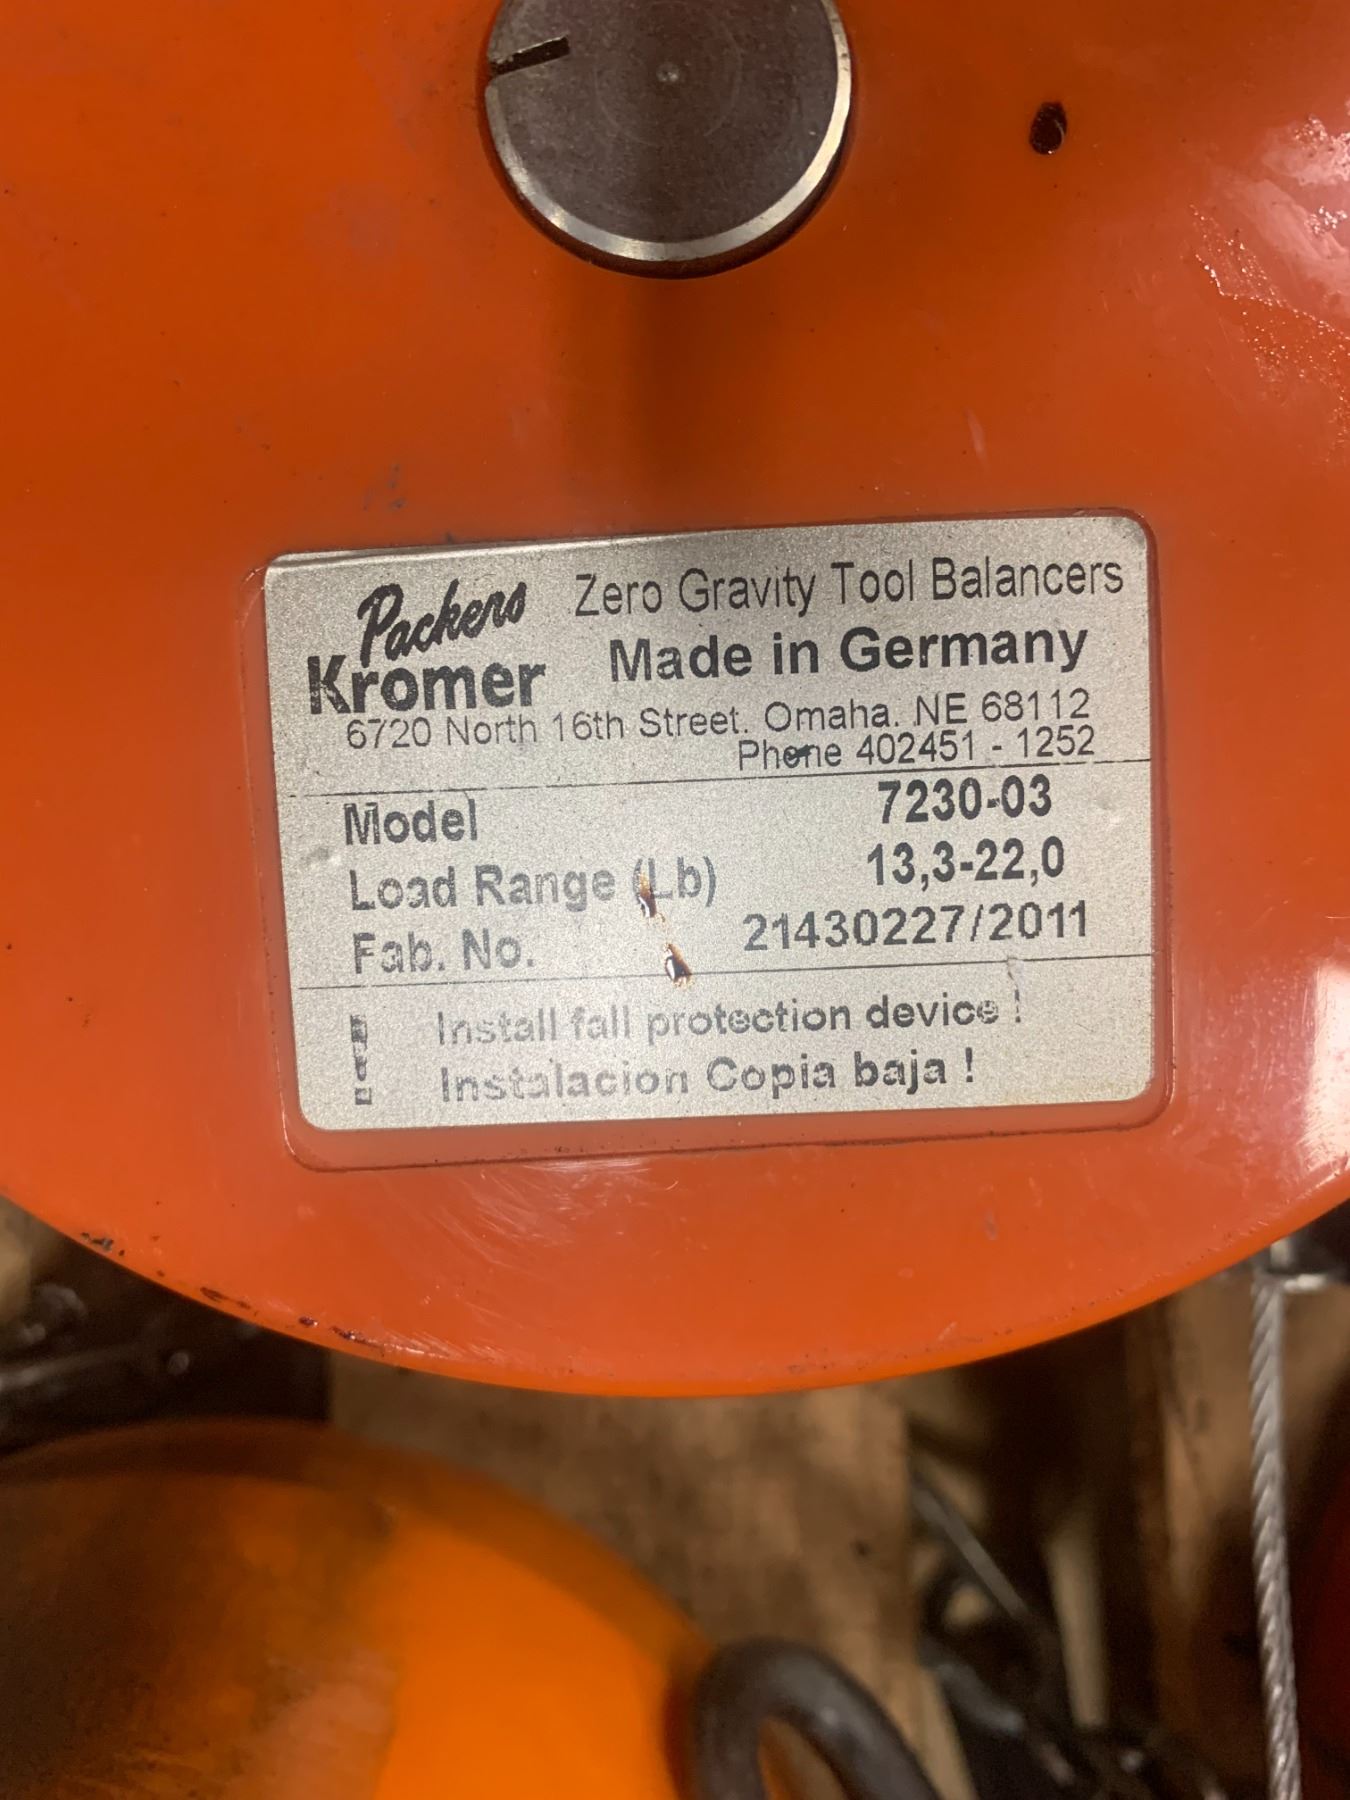 Packers Zero Gravity Tool Balancers
Kromer Made in Germany
6720 North 16th Street. Omaha. NE 68112
Phone 402451 - 1252
Model 7230-03
Load Range (Lb) 13,3-22,0
Fab. No. 21430227/2011
! Install fall protection device !
Instalacion Copia baja !